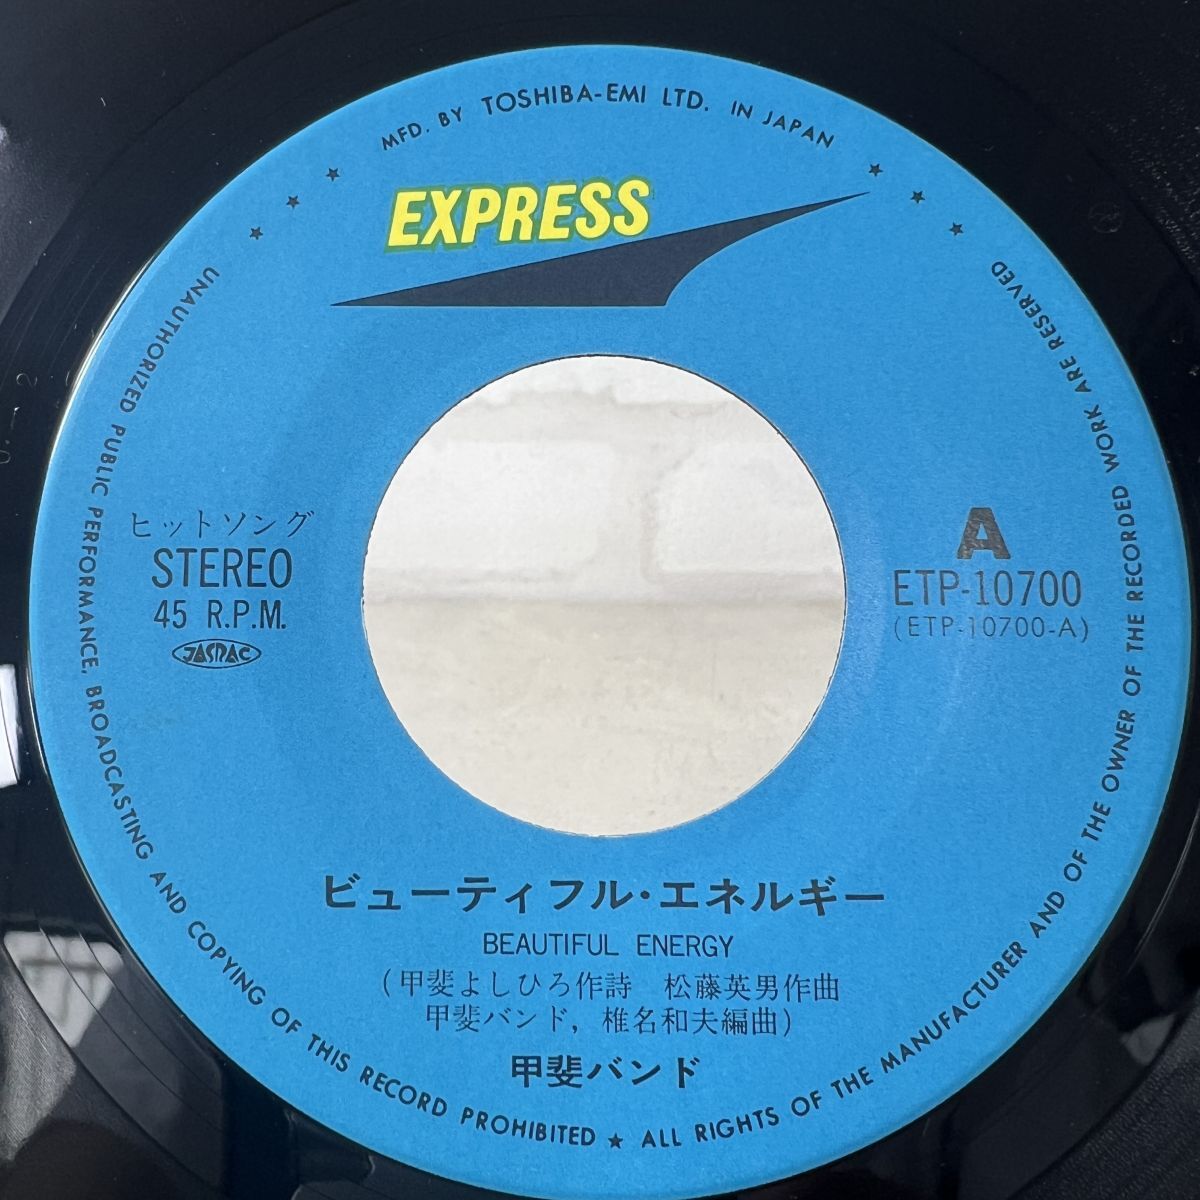 MFD. BY TOSHIBA-EMI LTD. IN JAPAN
EXPRESS
ヒットソング
STEREO
45 R.P.M.
JASRAC
A
ETP-10700
(ETP-10700-A)
ビューティフル・エネルギー
BEAUTIFUL ENERGY
(甲斐よしひろ作詩 松藤英男作曲
甲斐バンド, 椎名和夫編曲)
甲斐バンド
UNAUTHORIZED PUBLIC PERFORMANCE, BROADCASTING AND COPYING OF THIS RECORD PROHIBITED ★ ALL RIGHTS OF THE MANUFACTURER AND OF THE OWNER OF THE RECORDED WORK ARE RESERVED